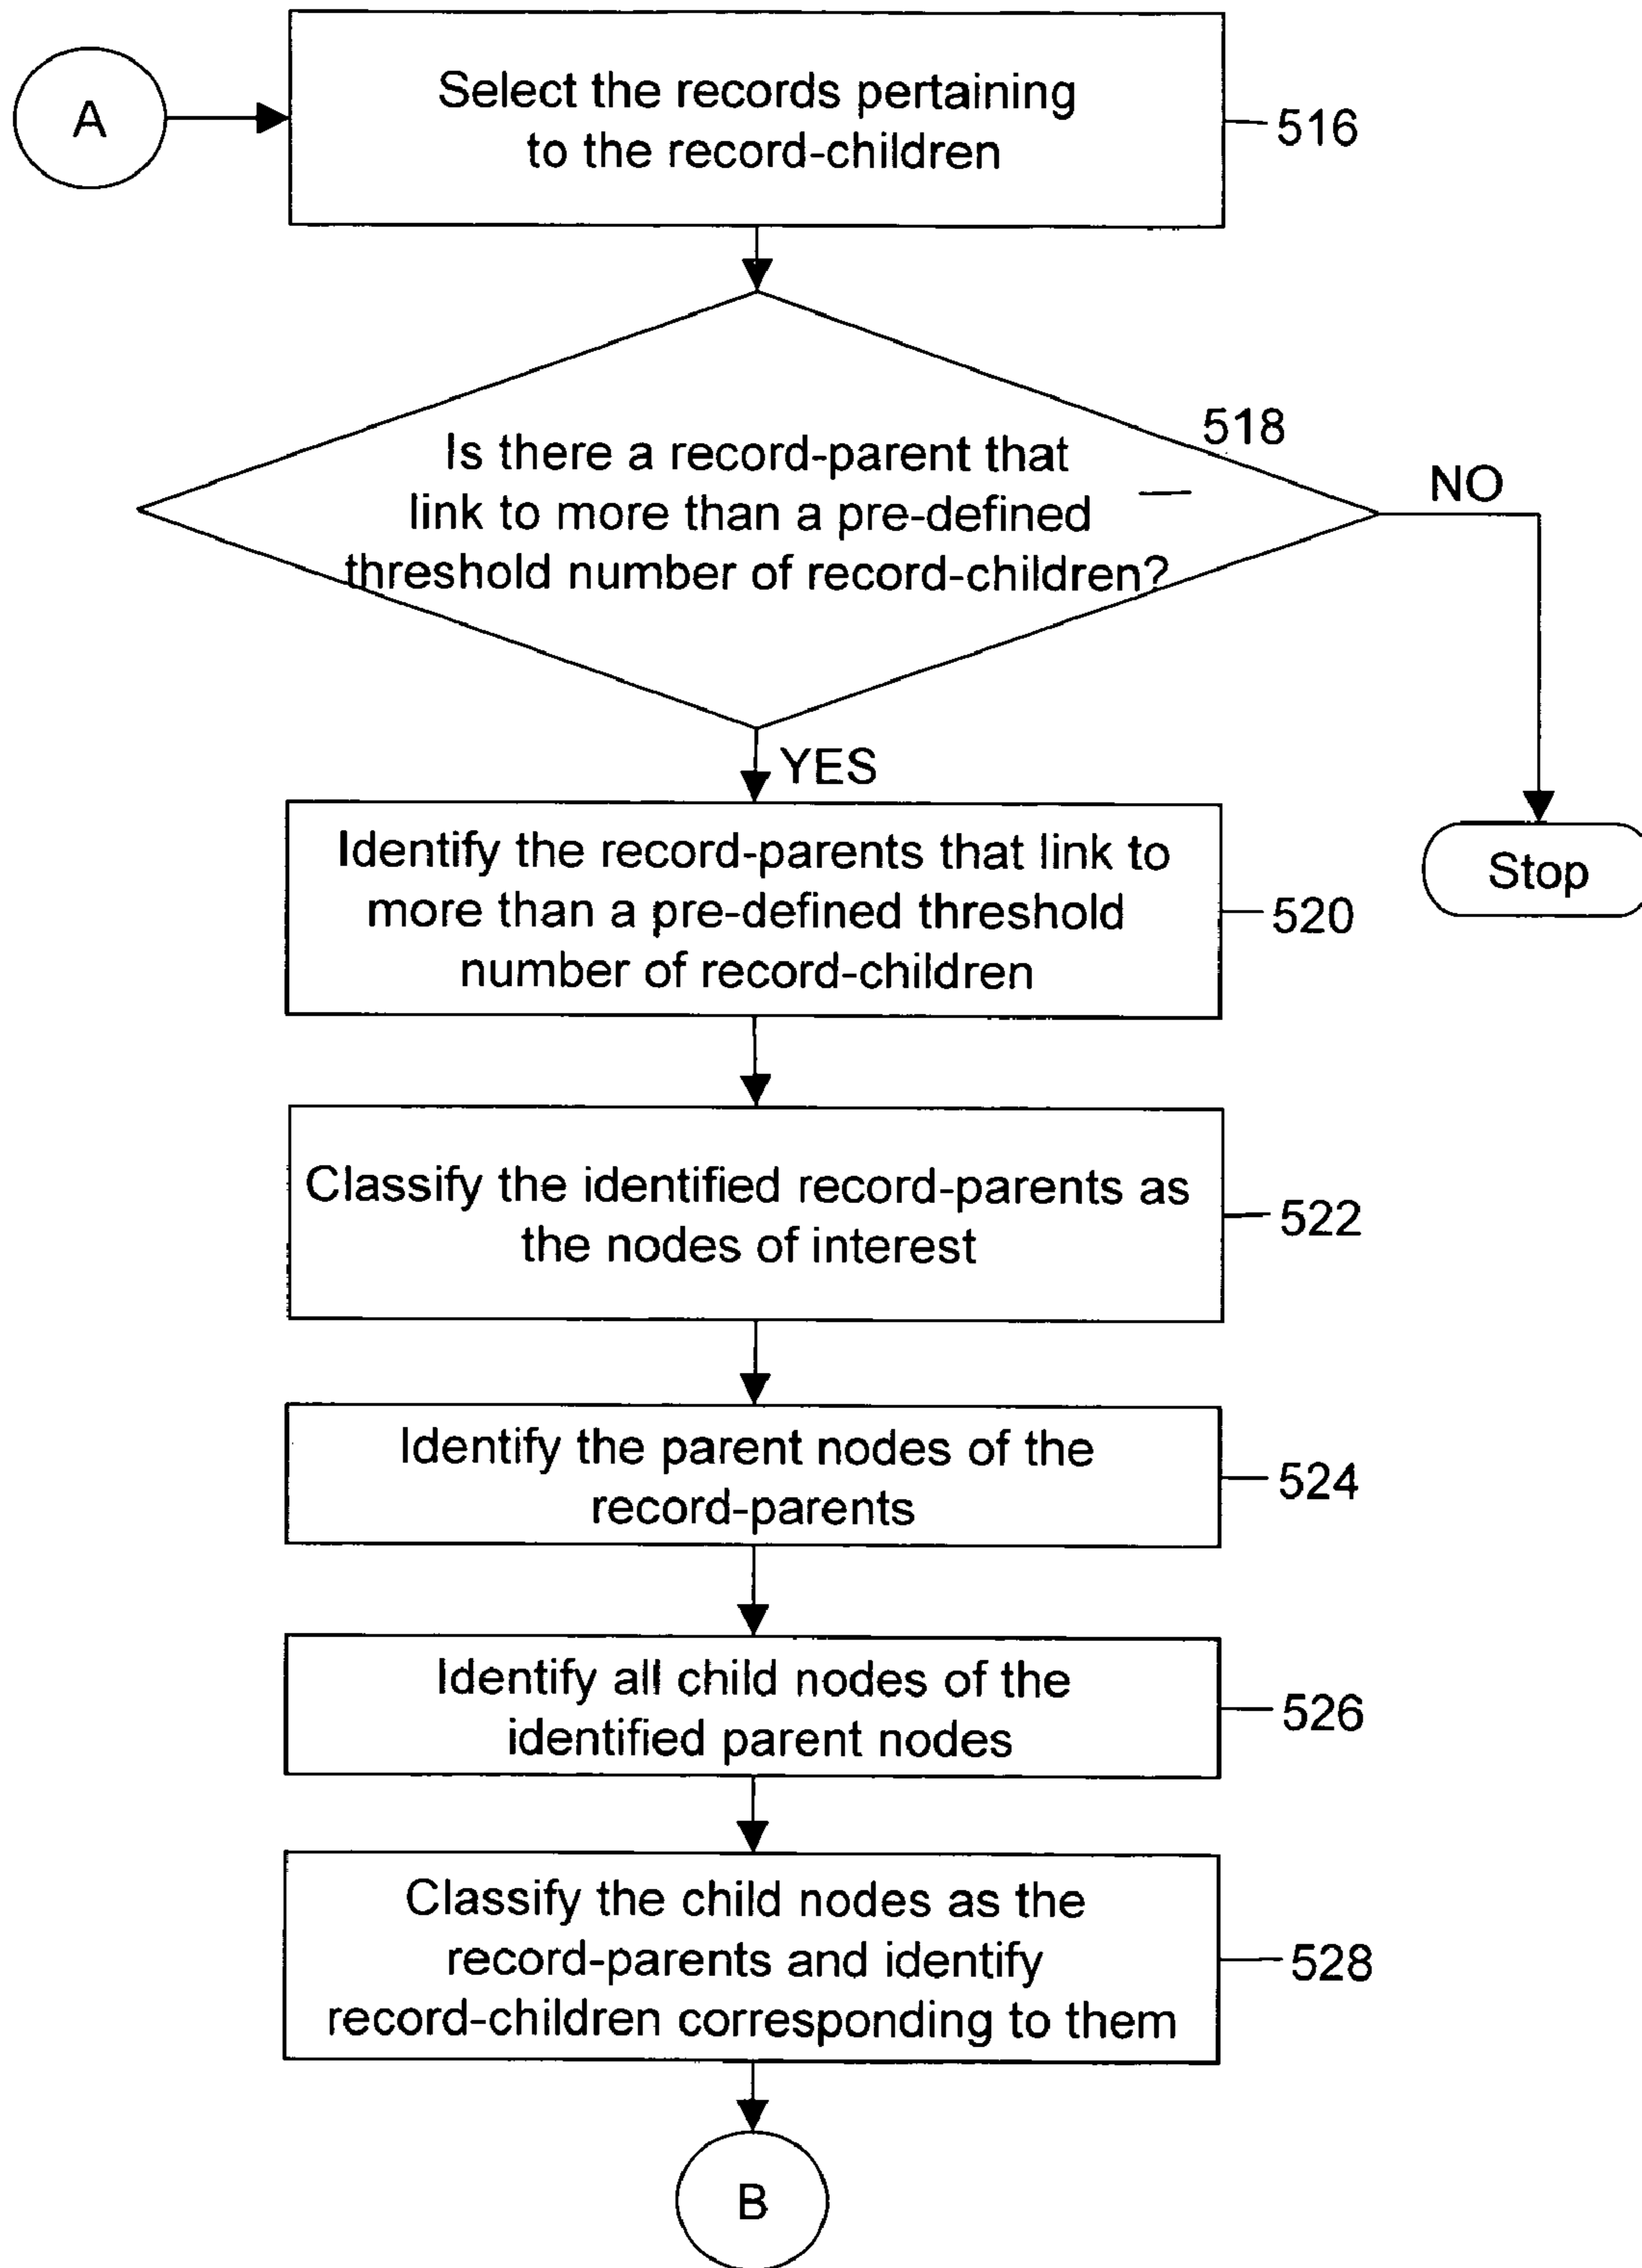 A
Select the records pertaining
to the record-children
516
518
Is there a record-parent that
link to more than a pre-defined
threshold number of record-children?
NO
YES
Stop
Identify the record-parents that link to
more than a pre-defined threshold
number of record-children
520
Classify the identified record-parents as
the nodes of interest
522
Identify the parent nodes of the
record-parents
524
Identify all child nodes of the
identified parent nodes
526
Classify the child nodes as the
record-parents and identify
record-children corresponding to them
528
B